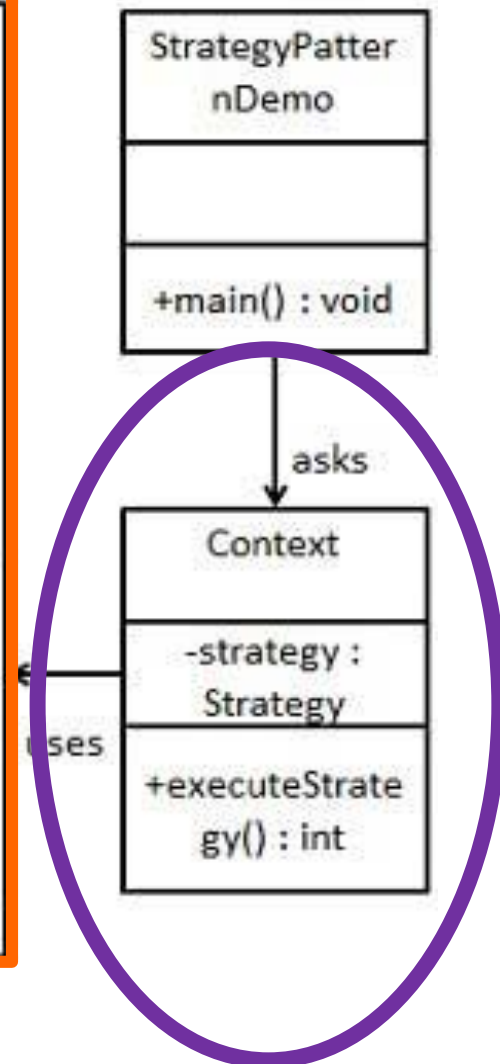 StrategyPatter
nDemo
+main() : void
asks
Context
-strategy :
Strategy
uses
+executeStrate
gy() : int